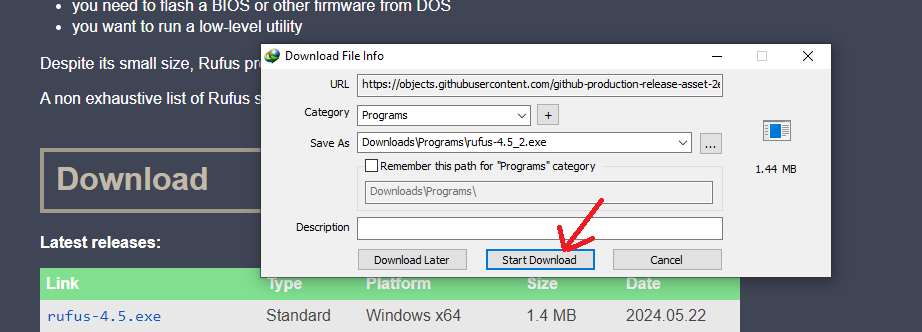 you need to flash a BIOS or other firmware from DOS
you want to run a low-level utility
Despite its small size, Rufus
A non exhaustive list of Rufus
Download File Info
URL
https://objects.githubusercontent.com/github-production-release-asset-2
Category
Programs
+
Save As
Downloads\Programs\rufus-4.5_2.exe
...
1.44 MB
Remember this path for "Programs" category
Downloads\Programs\
Description
Download Later
Start Download
Cancel
Download
Latest releases:
Link Type Platform Size Date
rufus-4.5.exe Standard Windows x64 1.4 MB 2024.05.22